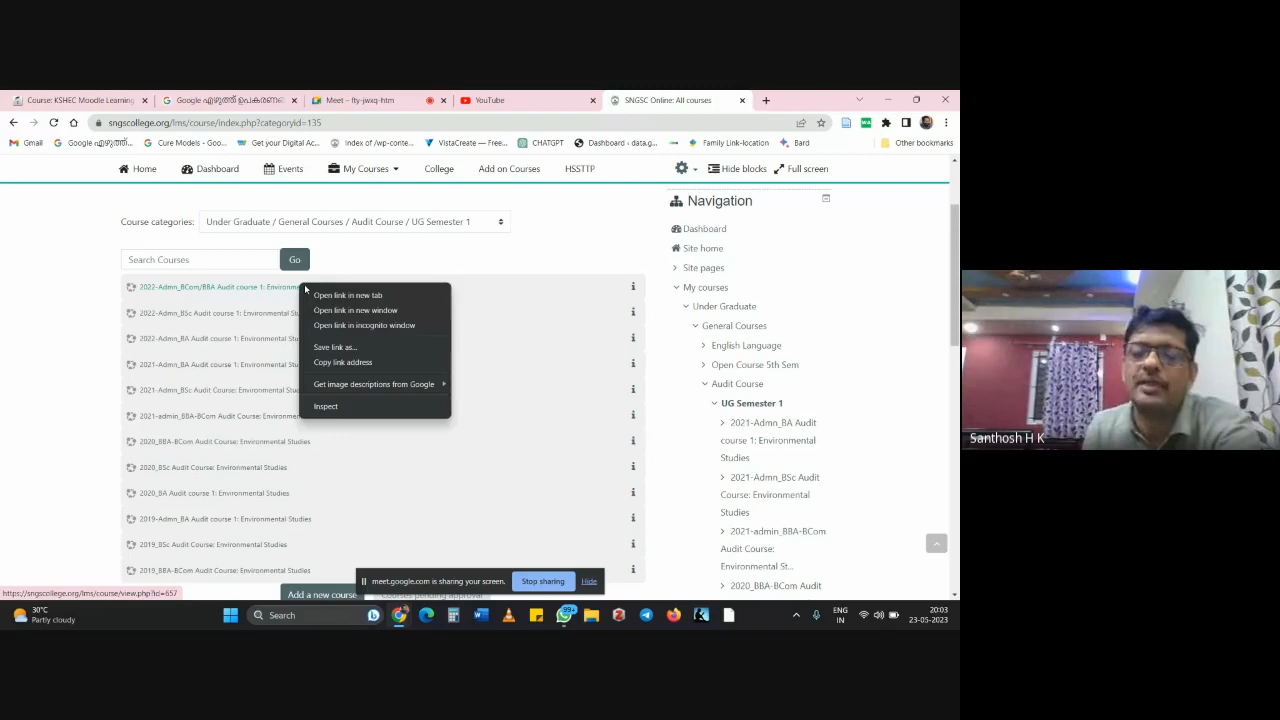 Course: KSHEC Moodle Learning
Google എഴുത്ത് ഉപകരണങ്ങ
Meet – fty-jwxq-htm
YouTube
SNGSC Online: All courses
sngscollege.org/lms/course/index.php?categoryid=135
Gmail
Google എഴുത്ത്...
Cure Models - Goo...
Get your Digital Ac...
Index of /wp-conte...
VistaCreate — Free...
CHATGPT
Dashboard - data.g...
Family Link-location
Bard
Other bookmarks
Home
Dashboard
Events
My Courses
College
Add on Courses
HSSTTP
Hide blocks
Full screen
Course categories:
Under Graduate / General Courses / Audit Course / UG Semester 1
Search Courses
Go
2022-Admn_BCom/BBA Audit course 1: Environme
2022-Admn_BSc Audit course 1: Environmental Stu
2022-Admn_BA Audit course 1: Environmental Stu
2021-Admn_BA Audit course 1: Environmental Stu
2021-Admn_BSc Audit Course: Environmental Stu
2021-admin_BBA-BCom Audit Course: Environmen
2020_BBA-BCom Audit Course: Environmental Studies
2020_BSc Audit Course: Environmental Studies
2020_BA Audit course 1: Environmental Studies
2019-Admn_BA Audit course 1: Environmental Studies
2019_BSc Audit Course: Environmental Studies
2019_BBA-BCom Audit Course: Environmental Studies
Open link in new tab
Open link in new window
Open link in incognito window
Save link as...
Copy link address
Get image descriptions from Google
Inspect
Navigation
Dashboard
Site home
Site pages
My courses
Under Graduate
General Courses
English Language
Open Course 5th Sem
Audit Course
UG Semester 1
2021-Admn_BA Audit
course 1: Environmental
Studies
2021-Admn_BSc Audit
Course: Environmental
Studies
2021-admin_BBA-BCom
Audit Course:
Environmental St...
2020_BBA-BCom Audit
meet.google.com is sharing your screen.
Stop sharing
Hide
https://sngscollege.org/lms/course/view.php?id=657
Add a new course
Courses pending approval
30°C
Partly cloudy
Search
99+
ENG
IN
20:03
23-05-2023
Santhosh H K